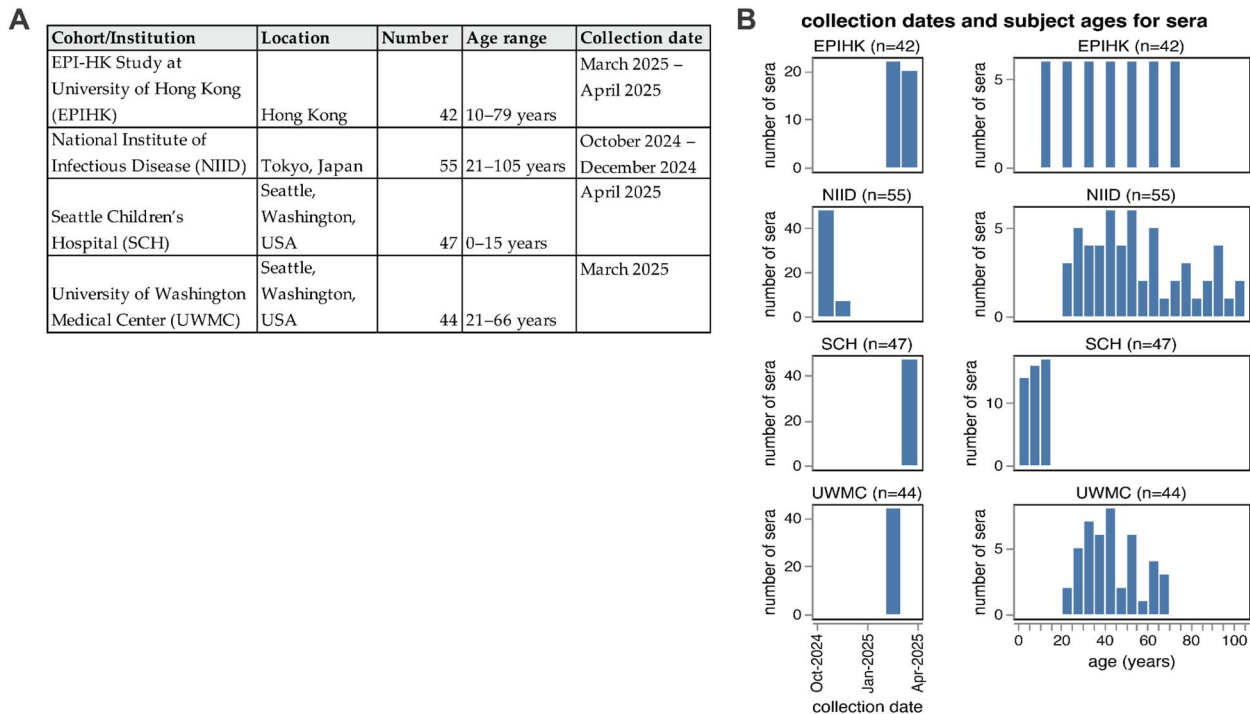 A
Cohort/Institution Location Number Age range Collection date
EPI-HK Study at
University of Hong Kong
(EPIHK) Hong Kong 42 10–79 years
March 2025 –
April 2025
National Institute of
Infectious Disease (NIID) Tokyo, Japan 55 21–105 years
October 2024 –
December 2024
Seattle Children's
Hospital (SCH)
Seattle,
Washington,
USA
47 0–15 years
April 2025
University of Washington
Medical Center (UWMC)
Seattle,
Washington,
USA
44 21–66 years
March 2025
B
collection dates and subject ages for sera
EPIHK (n=42)
number of sera
20
10
0
EPIHK (n=42)
number of sera
5
0
NIID (n=55)
number of sera
40
20
0
NIID (n=55)
number of sera
5
0
SCH (n=47)
number of sera
40
20
0
SCH (n=47)
number of sera
10
0
UWMC (n=44)
number of sera
40
20
0
Oct-2024
Jan-2025
Apr-2025
collection date
UWMC (n=44)
number of sera
5
0
0 20 40 60 80 100
age (years)